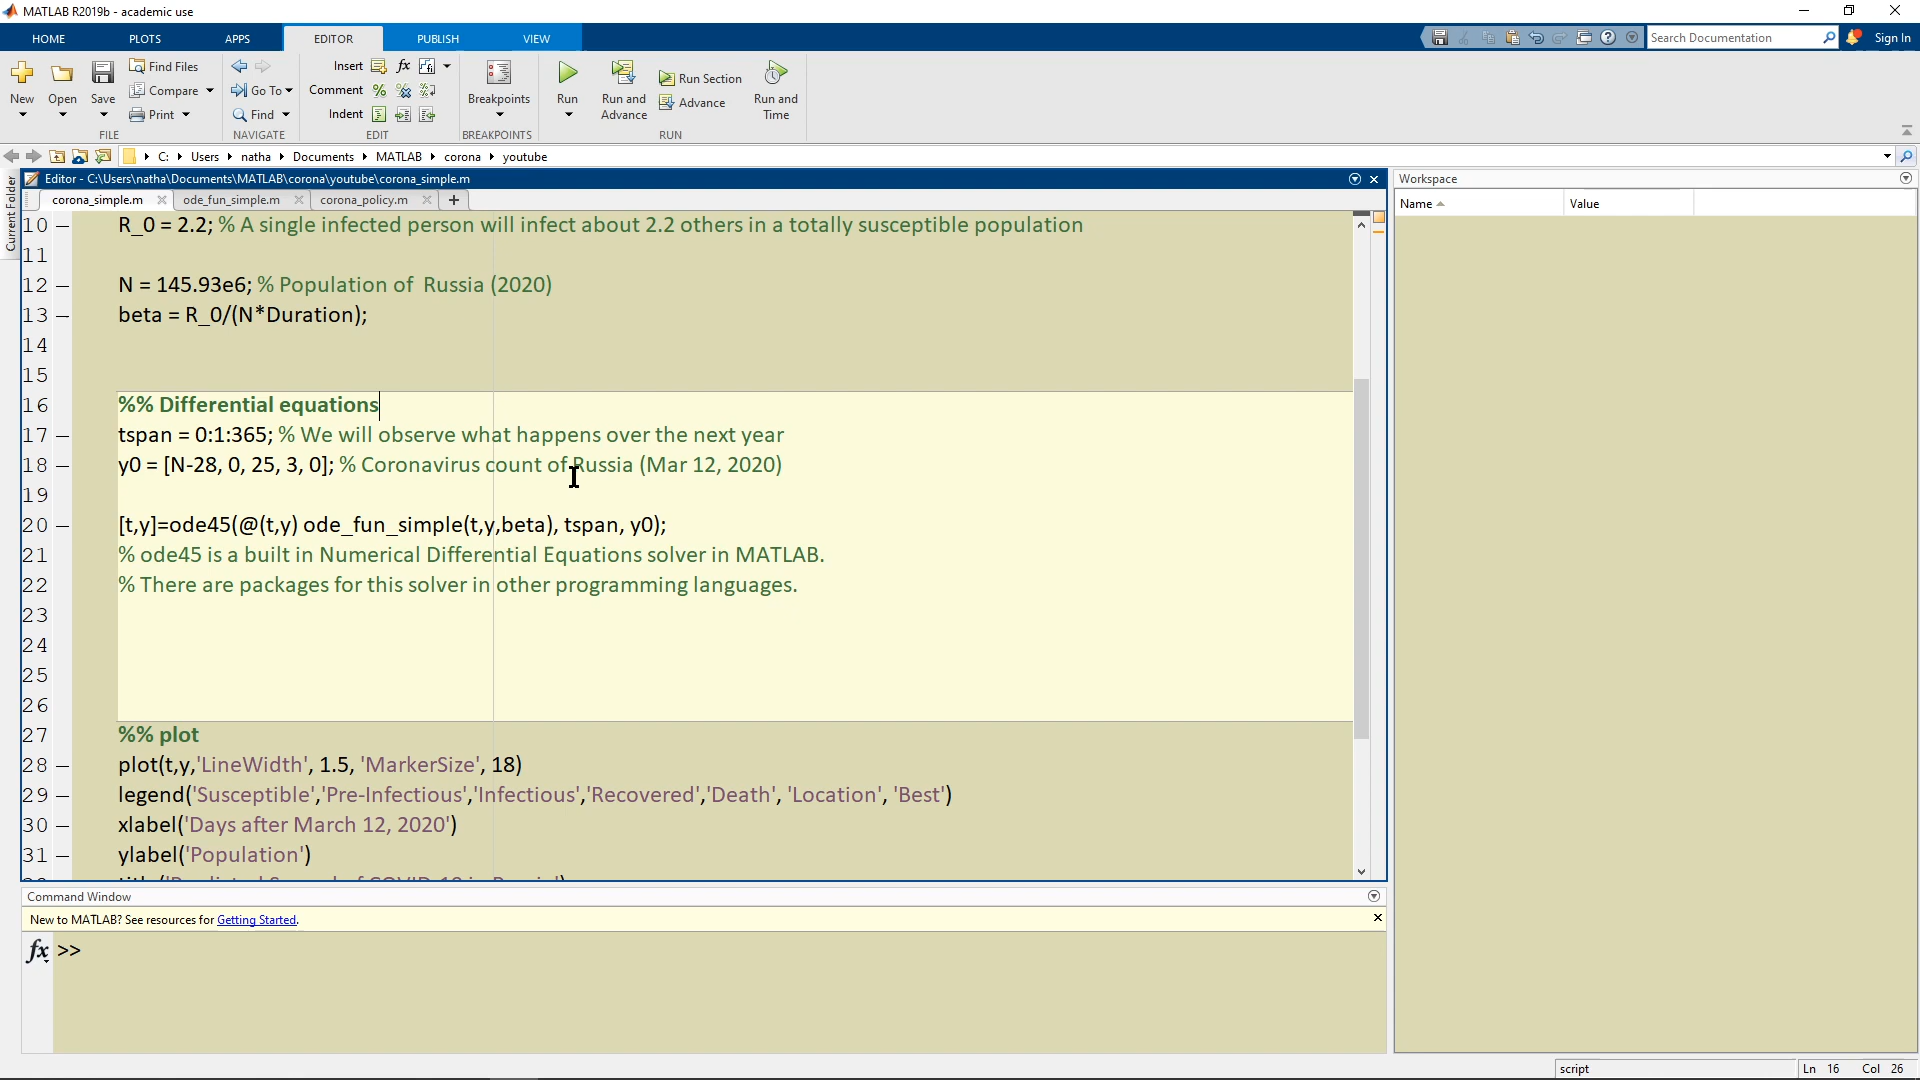 MATLAB R2019b - academic use
HOME PLOTS APPS EDITOR PUBLISH VIEW Search Documentation Sign In
New Open Save Find Files Compare Print Go To Find Insert fx Comment Indent Breakpoints Run Run and Advance Run Section Advance Run and Time
FILE NAVIGATE EDIT BREAKPOINTS RUN
C: Users natha Documents MATLAB corona youtube
Current Folder
Editor - C:\Users\natha\Documents\MATLAB\corona\youtube\corona_simple.m
corona_simple.m ode_fun_simple.m corona_policy.m +
10 – R_0 = 2.2; % A single infected person will infect about 2.2 others in a totally susceptible population
11
12 – N = 145.93e6; % Population of  Russia (2020)
13 – beta = R_0/(N*Duration);
14
15
16 %% Differential equations
17 – tspan = 0:1:365; % We will observe what happens over the next year
18 – y0 = [N-28, 0, 25, 3, 0]; % Coronavirus count of Russia (Mar 12, 2020)
19
20 – [t,y]=ode45(@(t,y) ode_fun_simple(t,y,beta), tspan, y0);
21 % ode45 is a built in Numerical Differential Equations solver in MATLAB.
22 % There are packages for this solver in other programming languages.
23
24
25
26
27 %% plot
28 – plot(t,y,'LineWidth', 1.5, 'MarkerSize', 18)
29 – legend('Susceptible','Pre-Infectious','Infectious','Recovered','Death', 'Location', 'Best')
30 – xlabel('Days after March 12, 2020')
31 – ylabel('Population')
Workspace
Name Value
Command Window
New to MATLAB? See resources for Getting Started.
fx >>
script Ln 16 Col 26